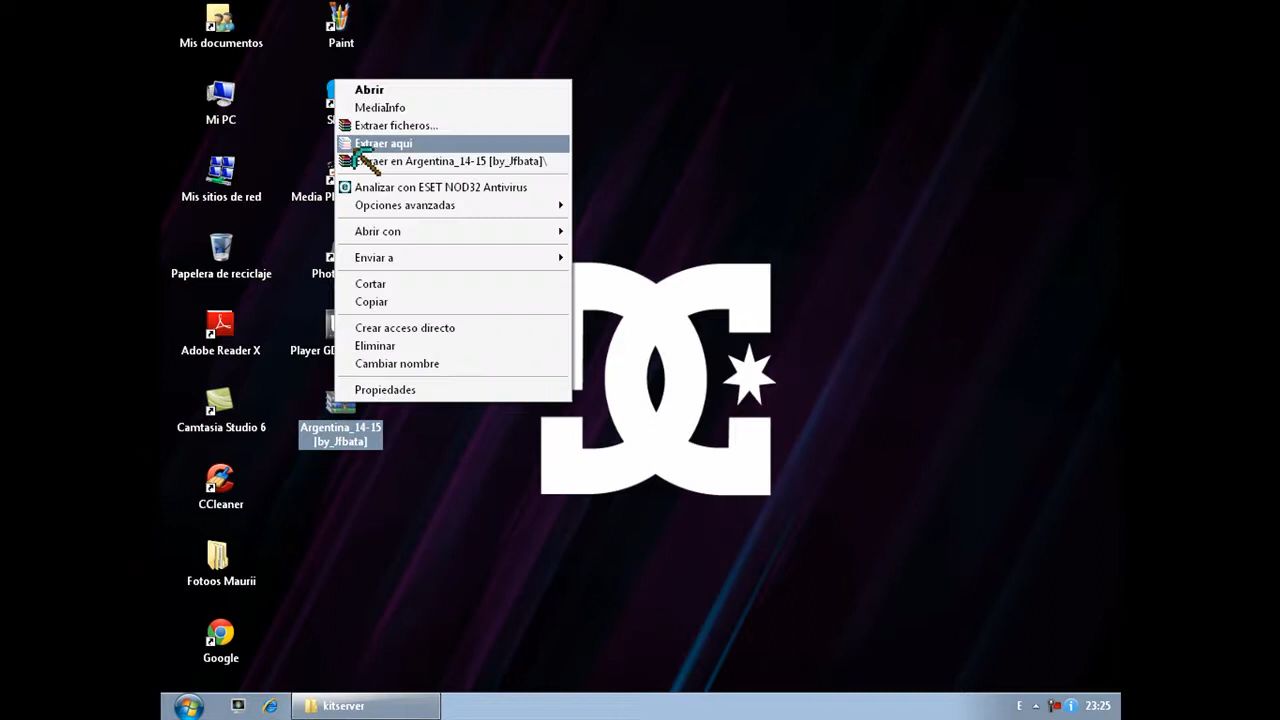 Mis documentos
Paint
Mi PC
Mis sitios de red
Media
Papelera de reciclaje
Adobe Reader X
Player
Camtasia Studio 6
Argentina_14-15
[by_Jfbata]
CCleaner
Fotoos Maurii
Google
Abrir
MediaInfo
Extraer ficheros...
Extraer aquí
Extraer en Argentina_14-15 [by_Jfbata]\
Analizar con ESET NOD32 Antivirus
Opciones avanzadas
Abrir con
Enviar a
Cortar
Copiar
Crear acceso directo
Eliminar
Cambiar nombre
Propiedades
kitserver
E
23:25